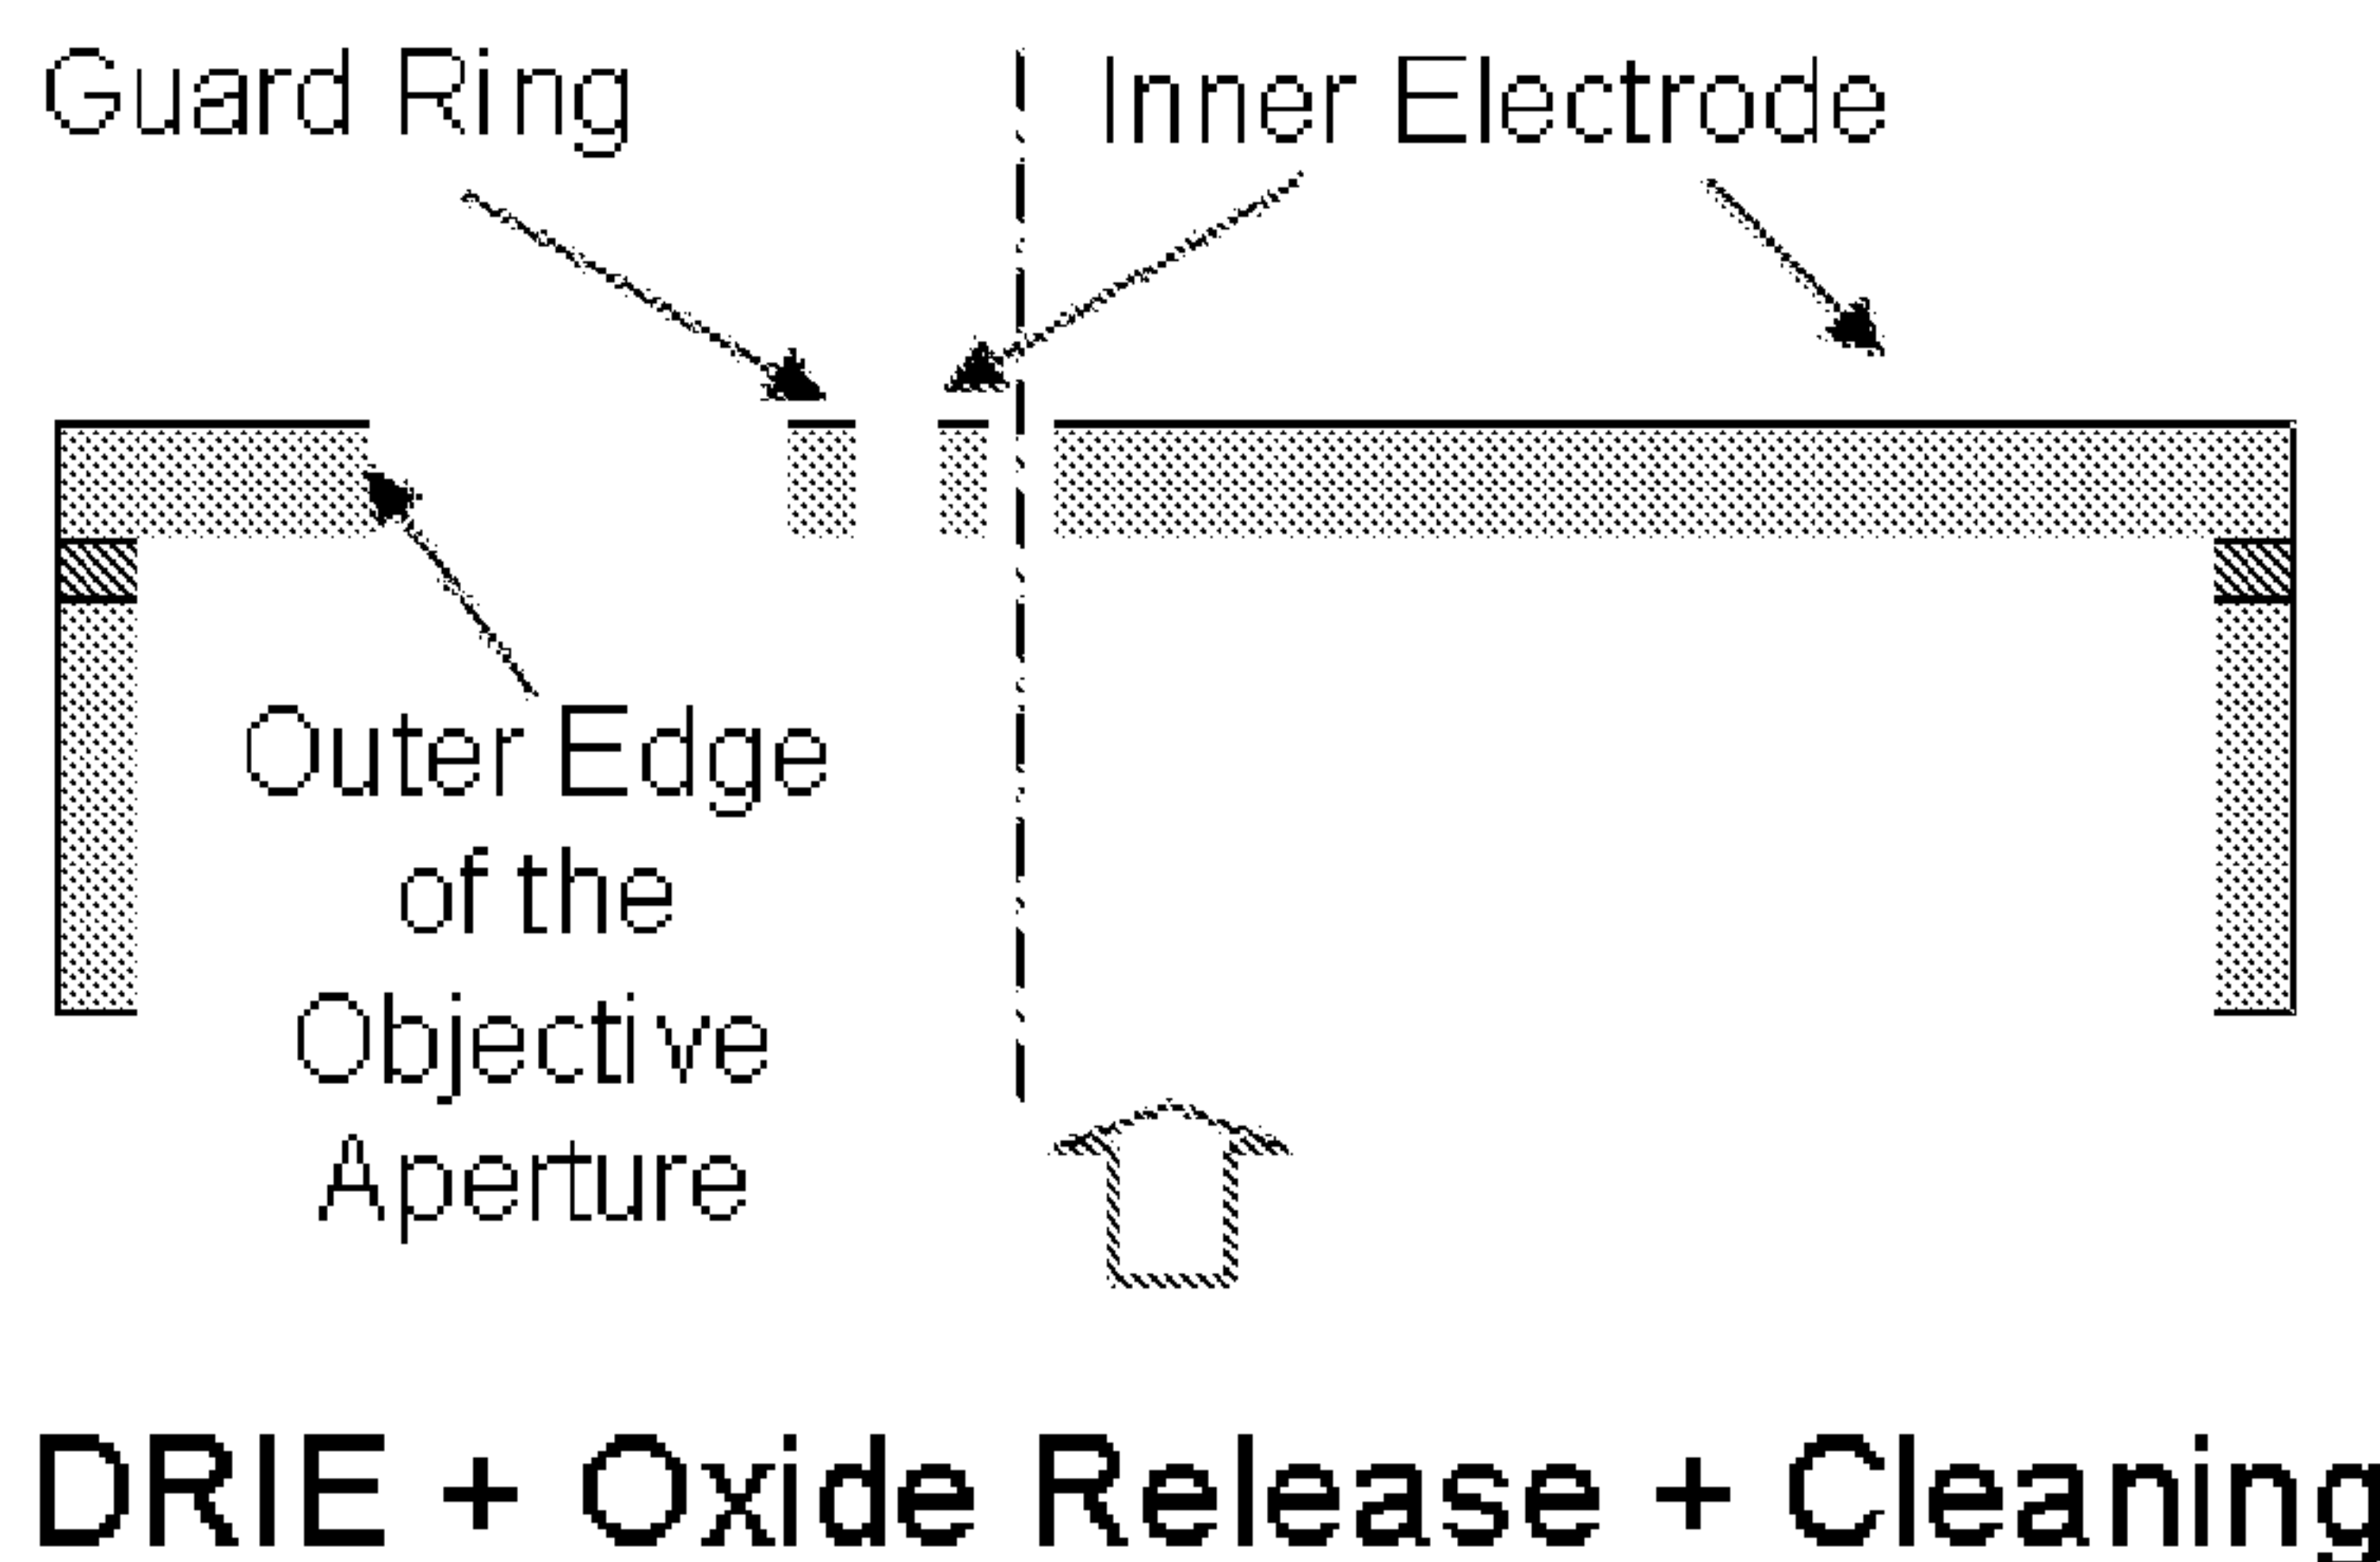 Guard Ring
Inner Electrode
Outer Edge
of the
Objective
Aperture
DRIE + Oxide Release + Cleaning